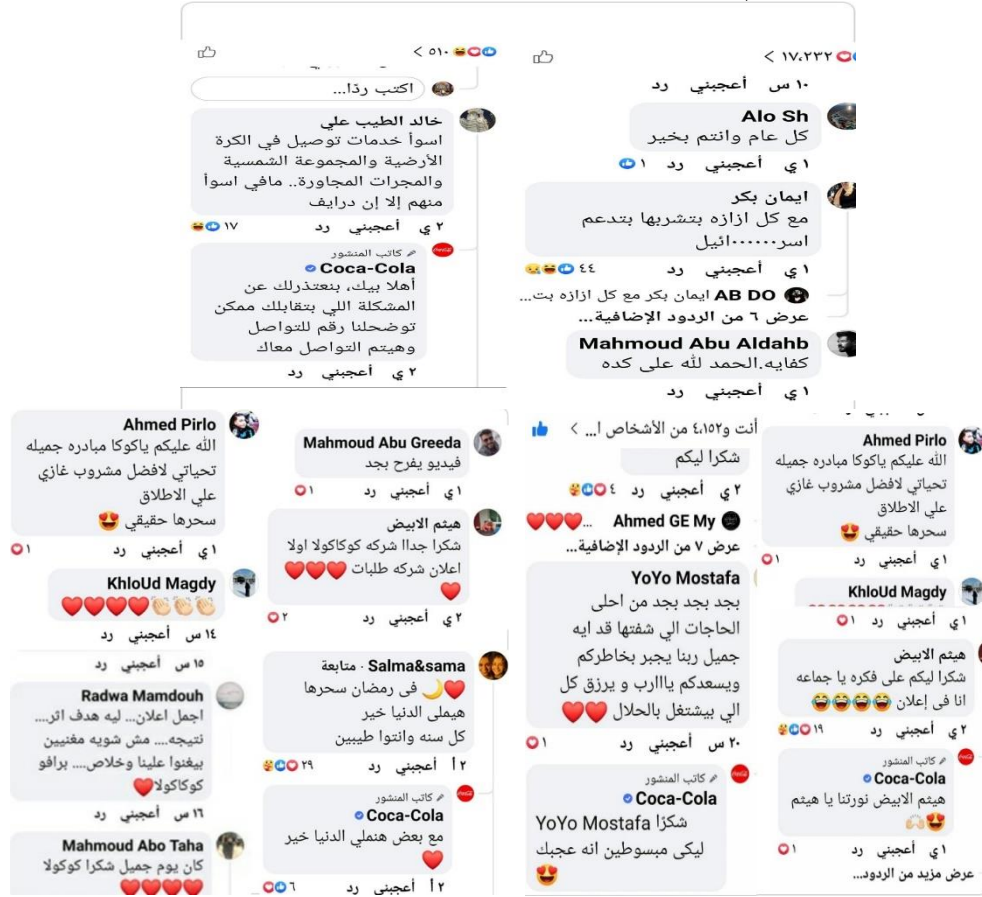 < ٥١٠
اكتب ردًا...
خالد الطيب علي
اسوأ خدمات توصيل في الكرة
الأرضية والمجموعة الشمسية
والمجرات المجاورة.. مافي اسوأ
منهم إلا إن درايف
٢ ي أعجبني رد ١٧
كاتب المنشور
Coca-Cola
أهلا بيك، بنعتذرلك عن
المشكلة اللي بتقابلك ممكن
توضحلنا رقم للتواصل
وهيتم التواصل معاك
٢ ي أعجبني رد
< ١٧،٢٣٢
١٠ س أعجبني رد
Alo Sh
كل عام وانتم بخير
١ ي أعجبني رد ١
ايمان بكر
مع كل ازازه بتشربها بتدعم
اسر......ائيل
١ ي أعجبني رد ٤٤
AB DO ايمان بكر مع كل ازازه بت...
عرض ٦ من الردود الإضافية...
Mahmoud Abu Aldahb
كفايه.الحمد لله على كده
١ ي أعجبني رد
Ahmed Pirlo
الله عليكم ياكوكا مبادره جميله
تحياتي لافضل مشروب غازي
علي الاطلاق
سحرها حقيقي 😍
١ ي أعجبني رد ١
KhloUd Magdy
👏🏻👏🏻👏🏻❤️❤️❤️❤️
١٤ س أعجبني رد
١٥ س أعجبني رد
Radwa Mamdouh
اجمل اعلان... ليه هدف اثر....
نتيجه.... مش شويه مغنيين
بيغنوا علينا وخلاص.... برافو
كوكاكولا❤️
١٦ س أعجبني رد
Mahmoud Abo Taha
كان يوم جميل شكرا كوكولا
❤️❤️❤️❤️
Mahmoud Abu Greeda
فيديو يفرح بجد
١ ي أعجبني رد ١
هيثم الابيض
شكرا جداا شركه كوكاكولا اولا
اعلان شركه طلبات ❤️❤️❤️
❤️
٢ ي أعجبني رد ٢
Salma&sama · متابعة
❤️🌙 فى رمضان سحرها
هيملى الدنيا خير
كل سنه وانتوا طيبين
٢ أ أعجبني رد ٢٩
كاتب المنشور
Coca-Cola
مع بعض هنملي الدنيا خير
❤️
٢ أ أعجبني رد ٦
أنت و٤،١٥٢ من الأشخاص ا... <
شكرا ليكم
٢ ي أعجبني رد ٤
Ahmed GE My ...❤️❤️❤️
عرض ٧ من الردود الإضافية...
YoYo Mostafa
بجد بجد بجد من احلى
الحاجات الي شفتها قد ايه
جميل ربنا يجبر بخاطركم
ويسعدكم يااارب و يرزق كل
الي بيشتغل بالحلال ❤️❤️
٢٠ س أعجبني رد ١
كاتب المنشور
Coca-Cola
YoYo Mostafa شكرًا
ليكى مبسوطين انه عجبك
😍
Ahmed Pirlo
الله عليكم ياكوكا مبادره جميله
تحياتي لافضل مشروب غازي
علي الاطلاق
سحرها حقيقي 😍
١ ي أعجبني رد ١
KhloUd Magdy
١ ي أعجبني رد ١
هيثم الابيض
شكرا ليكم على فكره يا جماعه
انا فى إعلان 😂😂😂😂
٢ ي أعجبني رد ١٩
كاتب المنشور
Coca-Cola
هيثم الابيض نورتنا يا هيثم
😍🙌🏻
١ ي أعجبني رد ١
عرض مزيد من الردود...